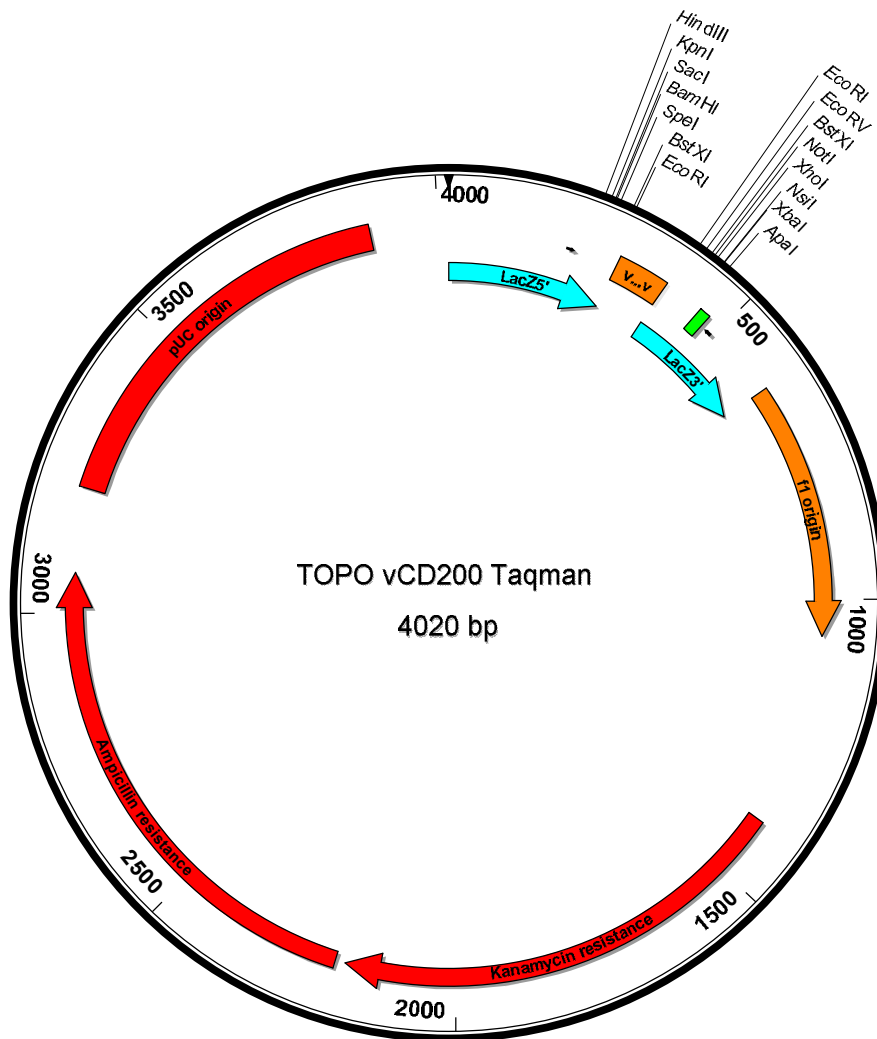 HindIII
KpnI
SacI
BamHI
SpeI
BstXI
EcoRI
EcoRI
EcoRV
BstXI
NotI
XhoI
NsiI
XbaI
ApaI
4000
500
1000
1500
2000
2500
3000
3500
LacZ5'
v...v
LacZ3'
f1 origin
Kanamycin resistance
Ampicillin resistance
pUC origin
TOPO vCD200 Taqman
4020 bp